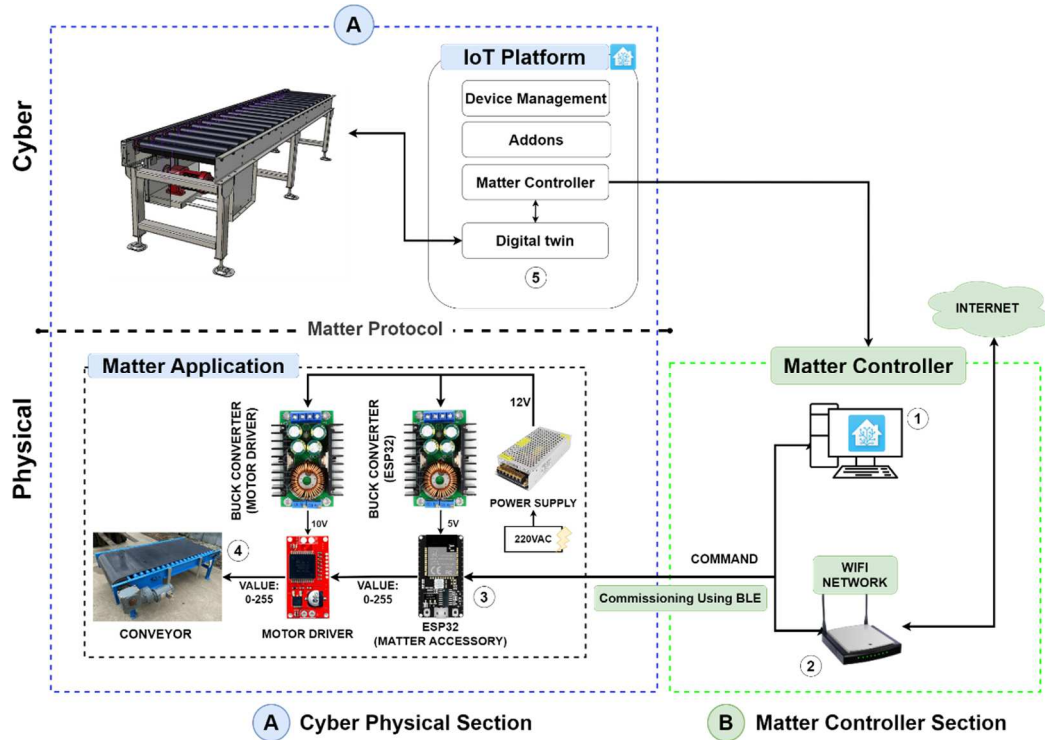 A
Cyber
IoT Platform
Device Management
Addons
Matter Controller
Digital twin
5
INTERNET
Matter Protocol
Physical
Matter Application
Matter Controller
12V
BUCK CONVERTER
(MOTOR DRIVER)
BUCK CONVERTER
(ESP32)
1
POWER SUPPLY
220VAC
10V
5V
4
VALUE:
0-255
VALUE:
0-255
3
COMMAND
Commissioning Using BLE
WIFI
NETWORK
CONVEYOR
MOTOR DRIVER
ESP32
(MATTER ACCESSORY)
2
A Cyber Physical Section
B Matter Controller Section